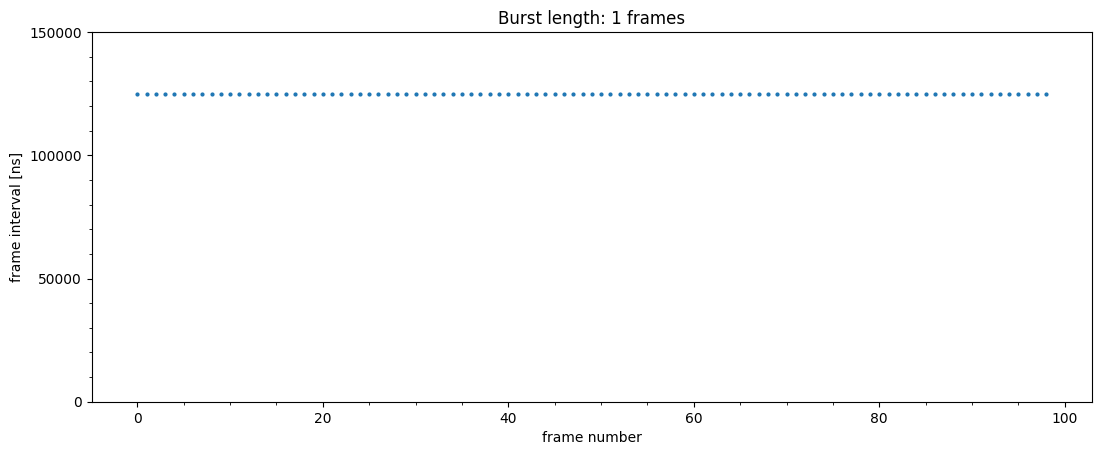 Burst length: 1 frames
150000
100000
50000
0
frame interval [ns]
0 20 40 60 80 100
frame number